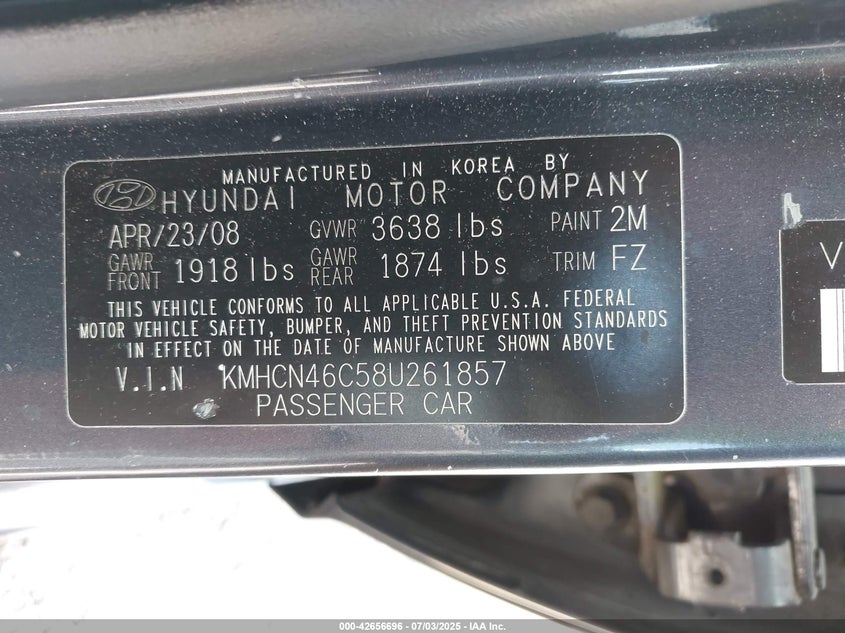 MANUFACTURED IN KOREA BY
HYUNDAI MOTOR COMPANY
APR/23/08 GVWR 3638 lbs PAINT 2M
GAWR FRONT 1918 lbs GAWR REAR 1874 lbs TRIM FZ
THIS VEHICLE CONFORMS TO ALL APPLICABLE U.S.A. FEDERAL
MOTOR VEHICLE SAFETY, BUMPER, AND THEFT PREVENTION STANDARDS
IN EFFECT ON THE DATE OF MANUFACTURE SHOWN ABOVE
V.I.N KMHCN46C58U261857
PASSENGER CAR
V
000-42656696 - 07/03/2025 - IAA Inc.